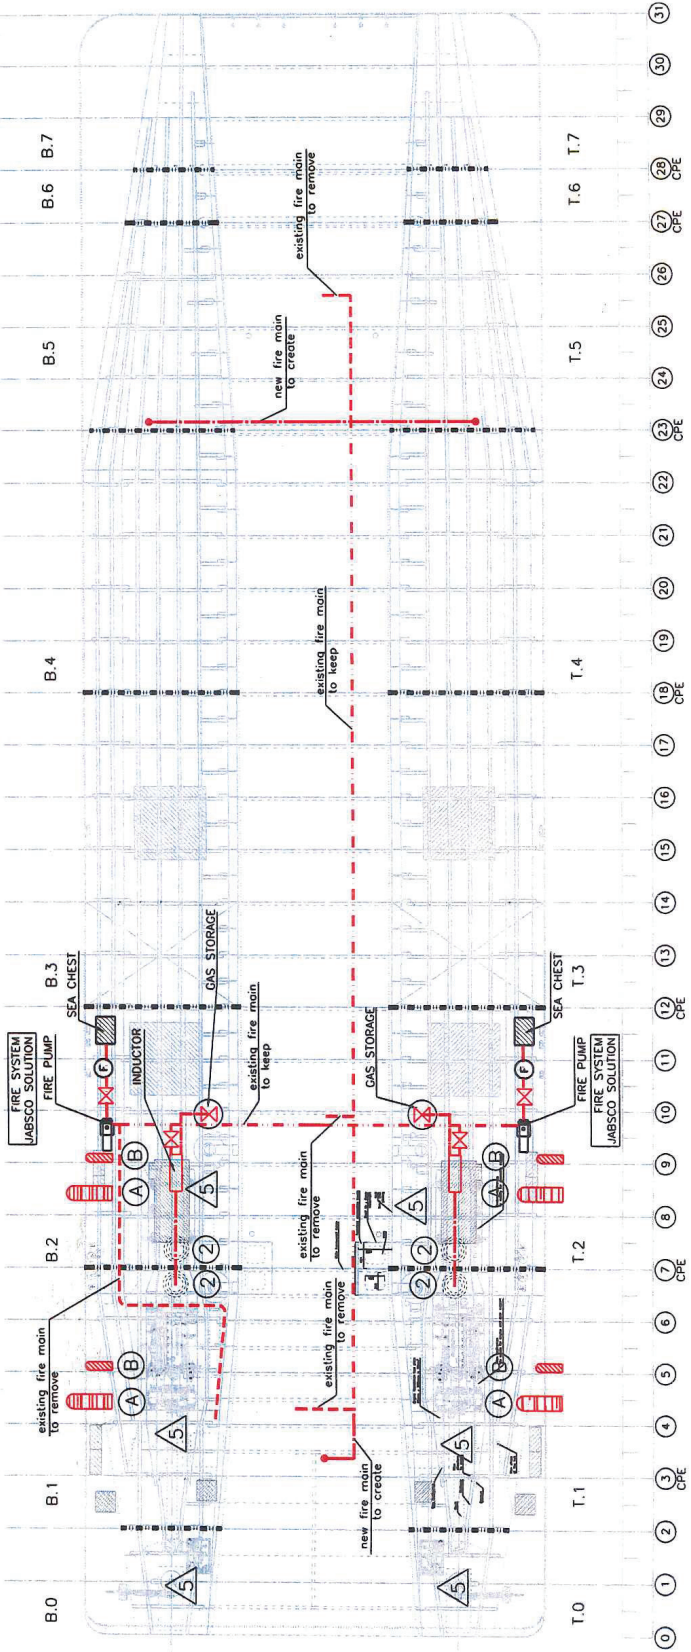 B.0
B.1
B.2
B.3
B.4
B.5
B.6
B.7
existing fire main
to remove
FIRE SYSTEM
JABSCO SOLUTION
FIRE PUMP
SEA CHEST
INDUCTOR
GAS STORAGE
F
A
B
A
B
5
5
5
2
2
existing fire main
to keep
existing fire main
to remove
existing fire main
to remove
new fire main
to create
existing fire main
to keep
new fire main
to create
existing fire main
to remove
GAS STORAGE
5
5
5
2
2
A
B
A
B
F
SEA CHEST
FIRE PUMP
FIRE SYSTEM
JABSCO SOLUTION
T.0
T.1
T.2
T.3
T.4
T.5
T.6
T.7
0
1
2
3
CPE
4
5
6
7
CPE
8
9
10
11
12
CPE
13
14
15
16
17
18
CPE
19
20
21
22
23
CPE
24
25
26
27
CPE
28
CPE
29
30
31